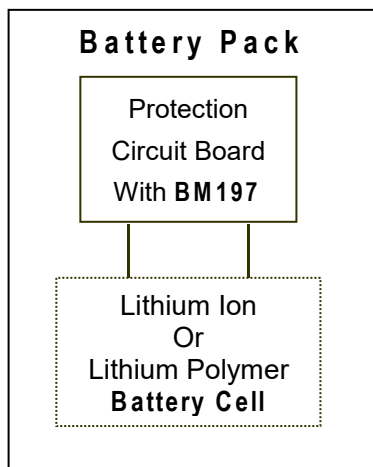 Battery Pack
Protection
Circuit Board
With BM197
Lithium Ion
Or
Lithium Polymer
Battery Cell